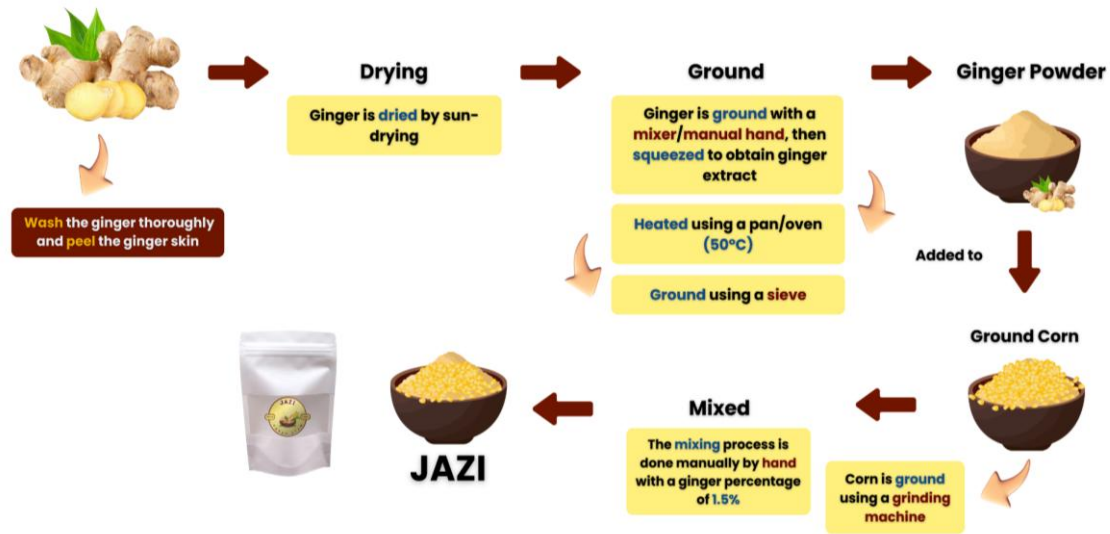 Drying
Ginger is dried by sun-
drying
Ground
Ginger is ground with a
mixer/manual hand, then
squeezed to obtain ginger
extract
Heated using a pan/oven
(50°C)
Ground using a sieve
Ginger Powder
Wash the ginger thoroughly
and peel the ginger skin
Added to
Ground Corn
Corn is ground
using a grinding
machine
Mixed
The mixing process is
done manually by hand
with a ginger percentage
of 1.5%
JAZI
JAZI